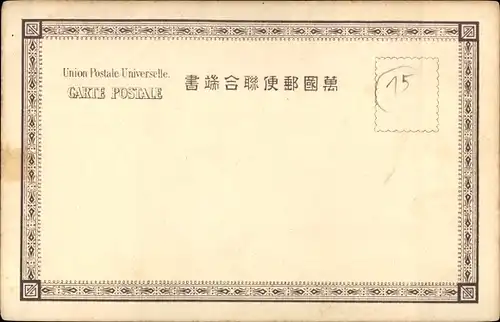 Union Postale Universelle.
CARTE POSTALE
書端合聯便郵國萬
15